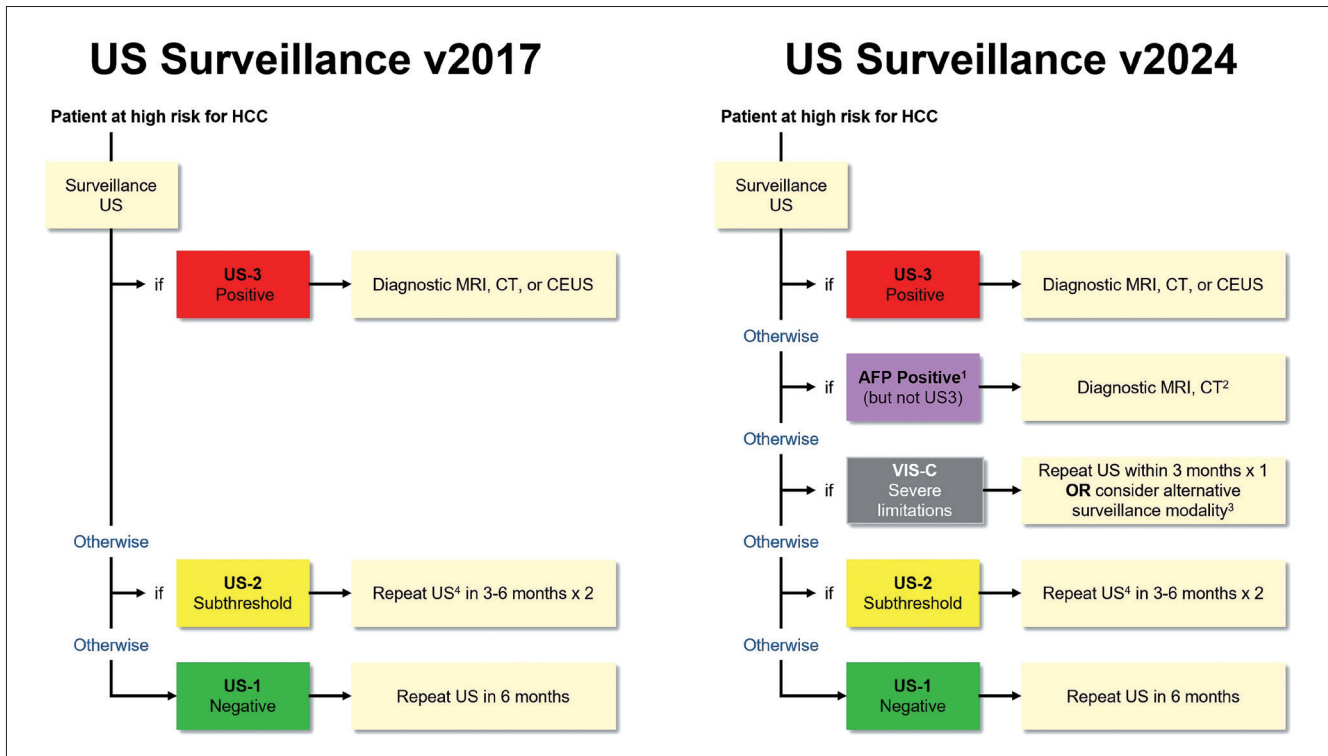 US Surveillance v2017
Patient at high risk for HCC
Surveillance
US
if
US-3
Positive
Diagnostic MRI, CT, or CEUS
Otherwise
if
US-2
Subthreshold
Repeat US⁴ in 3-6 months x 2
Otherwise
US-1
Negative
Repeat US in 6 months
US Surveillance v2024
Patient at high risk for HCC
Surveillance
US
if
US-3
Positive
Diagnostic MRI, CT, or CEUS
Otherwise
if
AFP Positive¹
(but not US3)
Diagnostic MRI, CT²
Otherwise
if
VIS-C
Severe
limitations
Repeat US within 3 months x 1
OR consider alternative
surveillance modality³
Otherwise
if
US-2
Subthreshold
Repeat US⁴ in 3-6 months x 2
Otherwise
US-1
Negative
Repeat US in 6 months